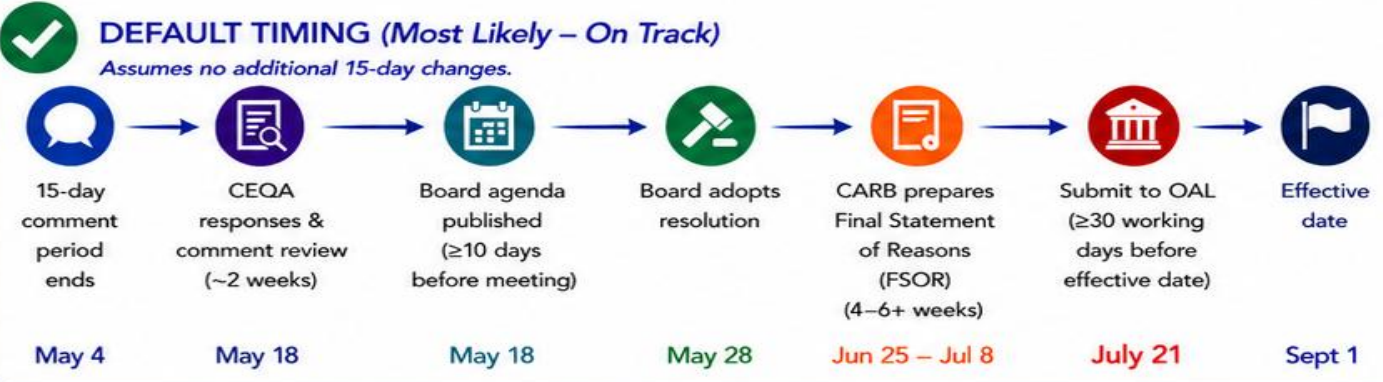 DEFAULT TIMING (Most Likely – On Track)
Assumes no additional 15-day changes.
15-day
comment
period
ends
May 4
CEQA
responses &
comment review
(~2 weeks)
May 18
Board agenda
published
(≥10 days
before meeting)
May 18
Board adopts
resolution
May 28
CARB prepares
Final Statement
of Reasons
(FSOR)
(4–6+ weeks)
Jun 25 – Jul 8
Submit to OAL
(≥30 working
days before
effective date)
July 21
Effective
date
Sept 1